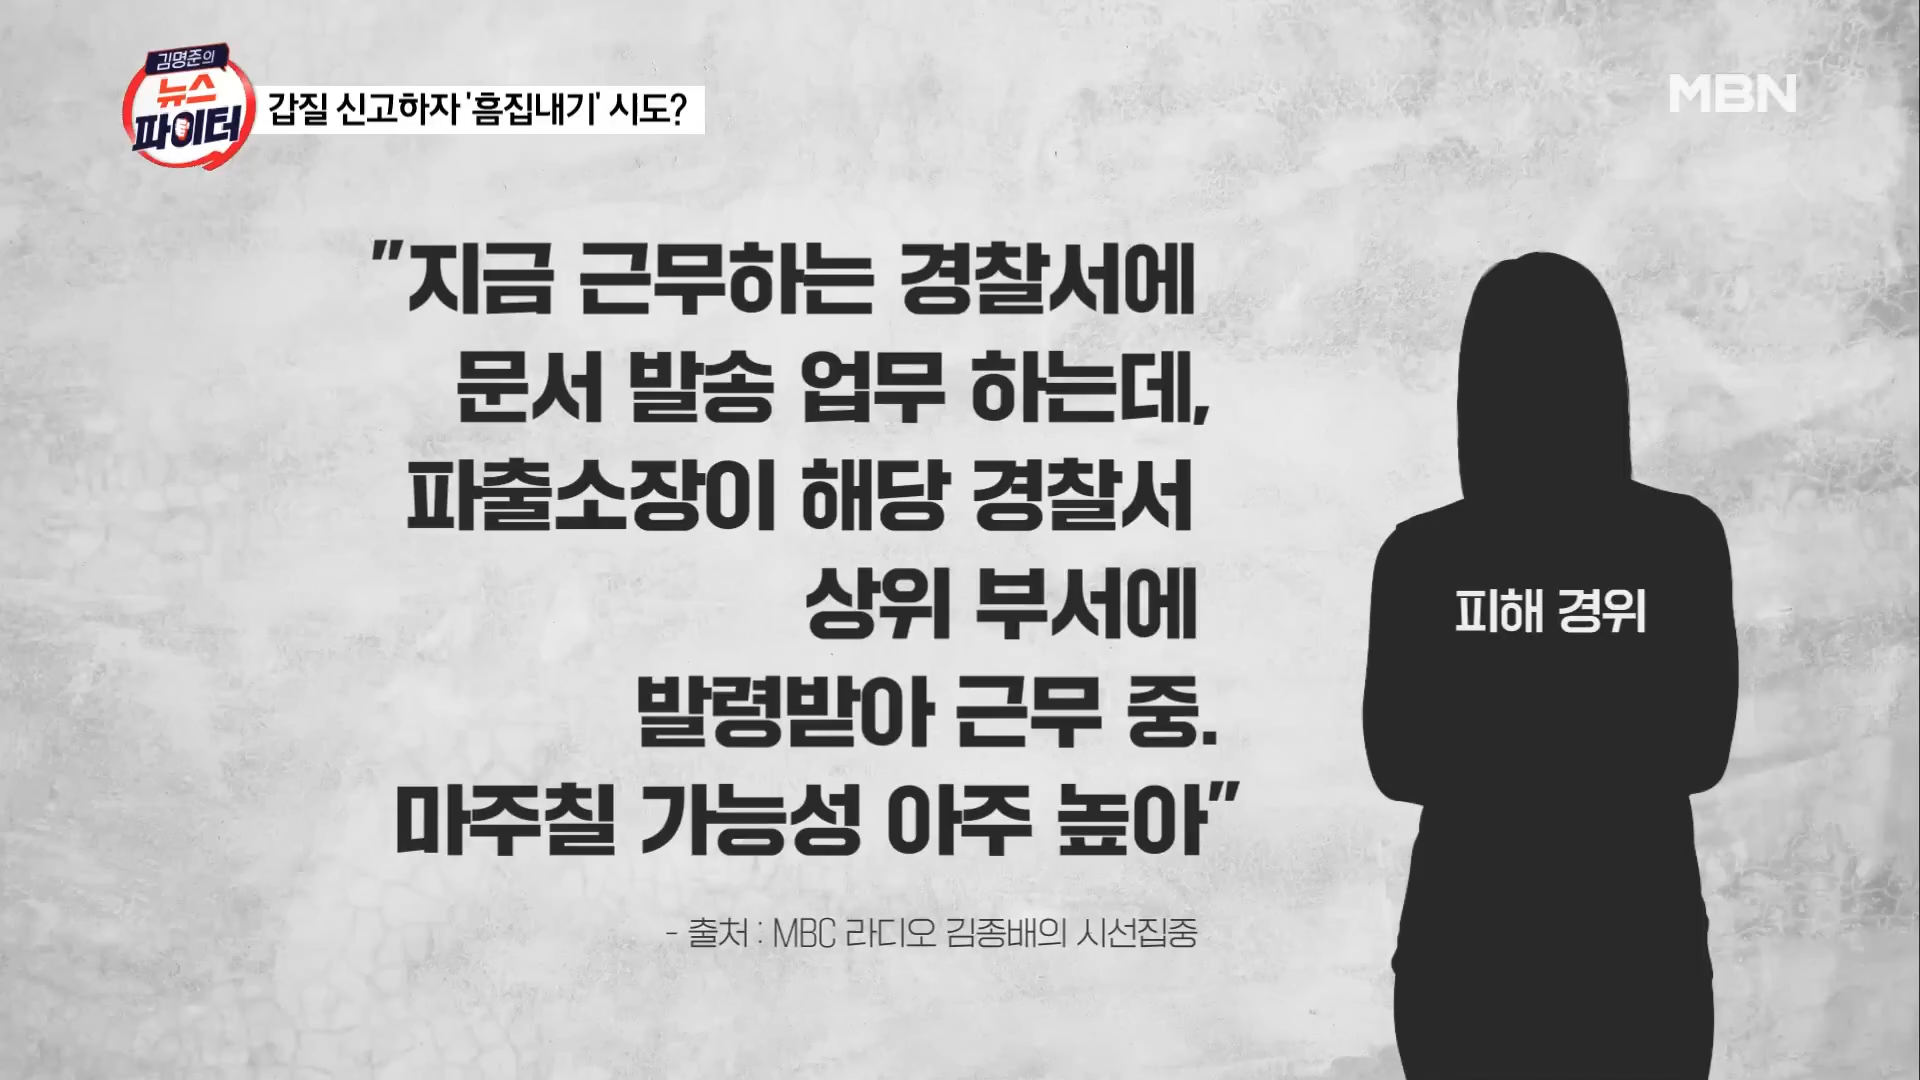 김명준의
뉴스
파이터
갑질 신고하자 '흠집내기' 시도?
MBN
"지금 근무하는 경찰서에
문서 발송 업무 하는데,
파출소장이 해당 경찰서
상위 부서에
발령받아 근무 중.
마주칠 가능성 아주 높아"
- 출처 : MBC 라디오 김종배의 시선집중
피해 경위